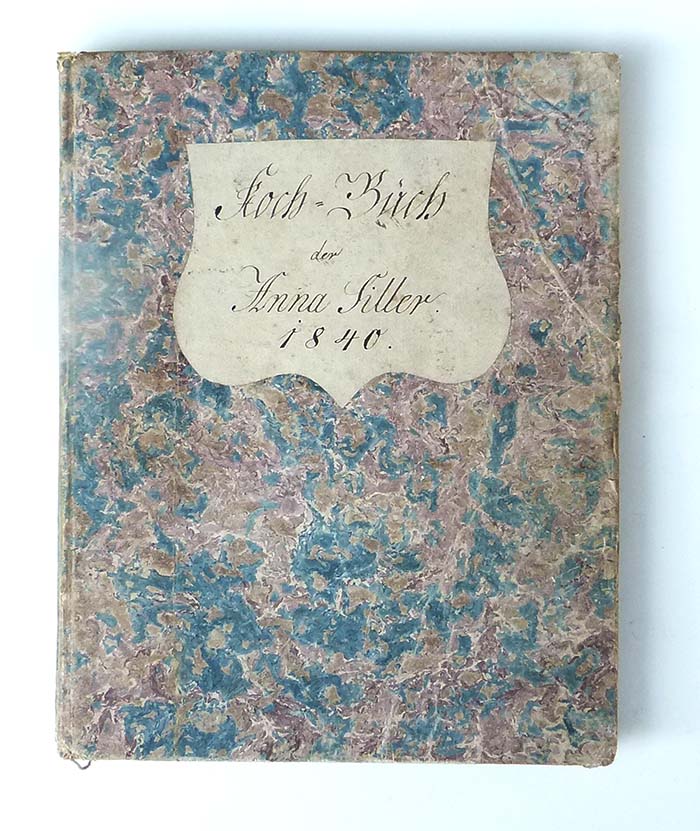 Koch=Buch
der
Anna Siller.
1840.